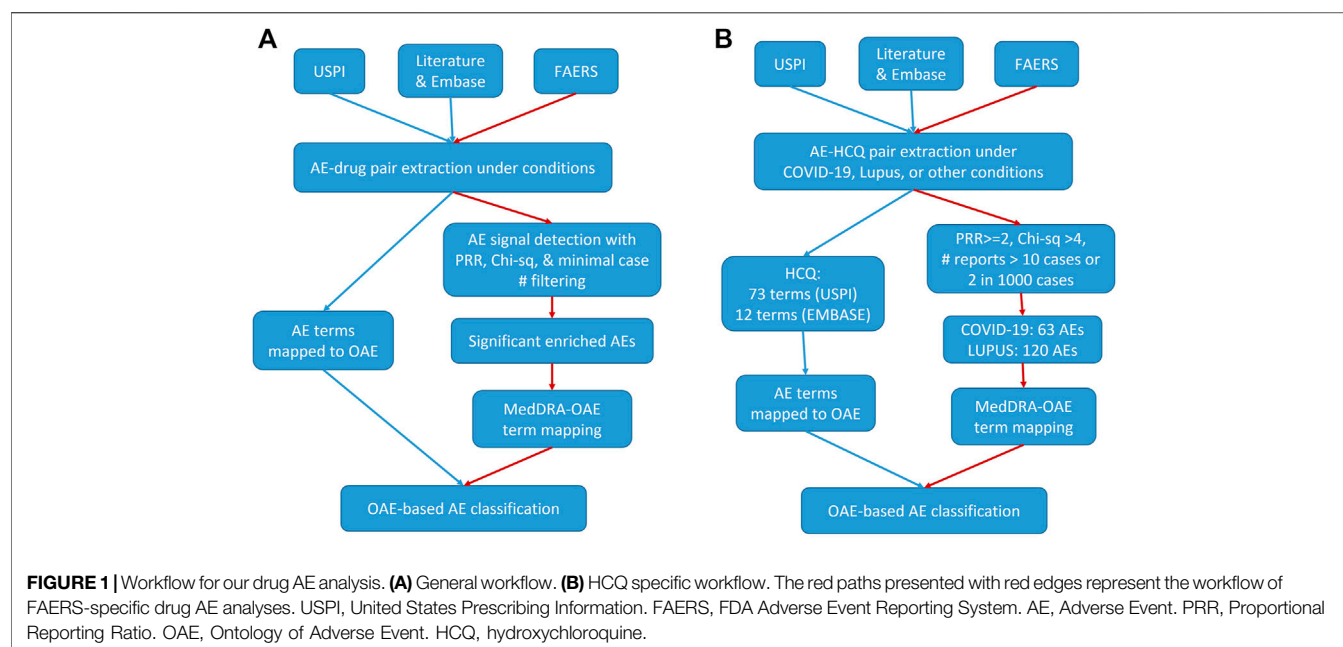 A
USPI
Literature
& Embase
FAERS
AE-drug pair extraction under conditions
AE signal detection with
PRR, Chi-sq, & minimal case
# filtering
AE terms
mapped to OAE
Significant enriched AEs
MedDRA-OAE
term mapping
OAE-based AE classification
B
USPI
Literature
& Embase
FAERS
AE-HCQ pair extraction under
COVID-19, Lupus, or other conditions
HCQ:
73 terms (USPI)
12 terms (EMBASE)
PRR>=2, Chi-sq >4,
# reports > 10 cases or
2 in 1000 cases
COVID-19: 63 AEs
LUPUS: 120 AEs
AE terms
mapped to OAE
MedDRA-OAE
term mapping
OAE-based AE classification
FIGURE 1 | Workflow for our drug AE analysis. (A) General workflow. (B) HCQ specific workflow. The red paths presented with red edges represent the workflow of
FAERS-specific drug AE analyses. USPI, United States Prescribing Information. FAERS, FDA Adverse Event Reporting System. AE, Adverse Event. PRR, Proportional
Reporting Ratio. OAE, Ontology of Adverse Event. HCQ, hydroxychloroquine.